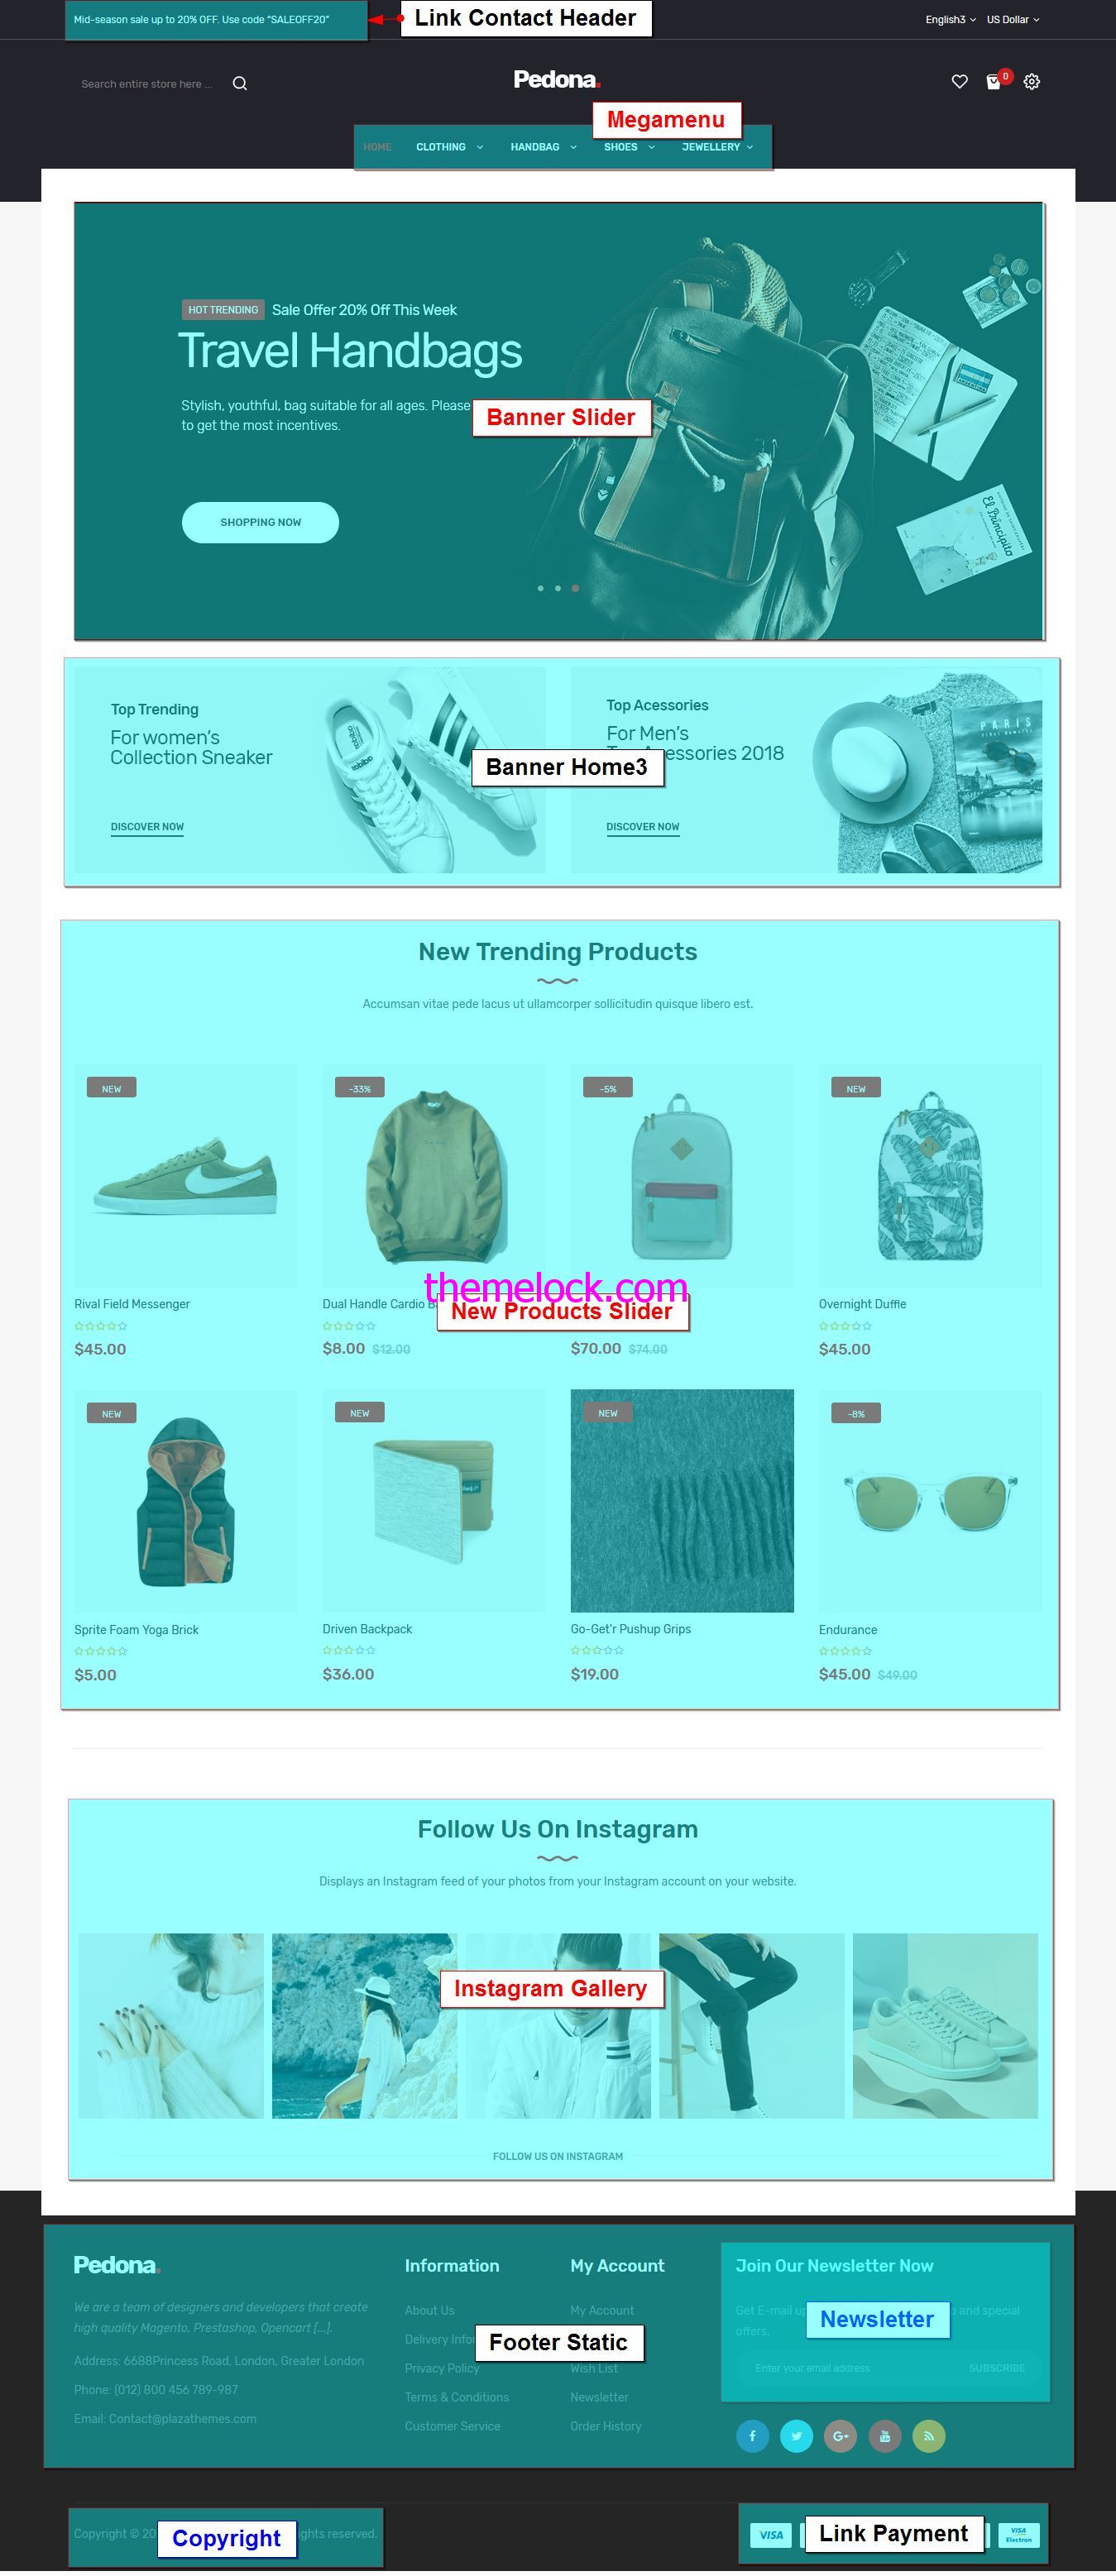 Mid-season sale up to 20% OFF. Use code "SALEOFF20"
Link Contact Header
English3
US Dollar
Search entire store here ...
Pedona.
0
Megamenu
HOME
CLOTHING
HANDBAG
SHOES
JEWELLERY
HOT TRENDING
Sale Offer 20% Off This Week
Travel Handbags
Stylish, youthful, bag suitable for all ages. Please
to get the most incentives.
Banner Slider
SHOPPING NOW
El Principito
Top Trending
For women's
Collection Sneaker
DISCOVER NOW
Top Acessories
For Men's
essories 2018
DISCOVER NOW
PARIS
Banner Home3
New Trending Products
Accumsan vitae pede lacus ut ullamcorper sollicitudin quisque libero est.
NEW
-33%
-5%
NEW
themelock.com
New Products Slider
Rival Field Messenger
$45.00
Dual Handle Cardio B
$8.00 $12.00
$70.00 $74.00
Overnight Duffle
$45.00
NEW
NEW
NEW
-8%
Sprite Foam Yoga Brick
$5.00
Driven Backpack
$36.00
Go-Get'r Pushup Grips
$19.00
Endurance
$45.00 $49.00
Follow Us On Instagram
Displays an Instagram feed of your photos from your Instagram account on your website.
Instagram Gallery
FOLLOW US ON INSTAGRAM
Pedona.
We are a team of designers and developers that create
high quality Magento, Prestashop, Opencart [...].
Address: 6688Princess Road, London, Greater London
Phone: (012) 800 456 789-987
Email: Contact@plazathemes.com
Information
About Us
Delivery Infor
Privacy Policy
Terms & Conditions
Customer Service
Footer Static
My Account
My Account
Wish List
Newsletter
Order History
Join Our Newsletter Now
Get E-mail up
and special
offers.
Newsletter
Enter your email address
SUBSCRIBE
Copyright © 20
ights reserved.
Copyright
VISA
Link Payment
VISA
Electron